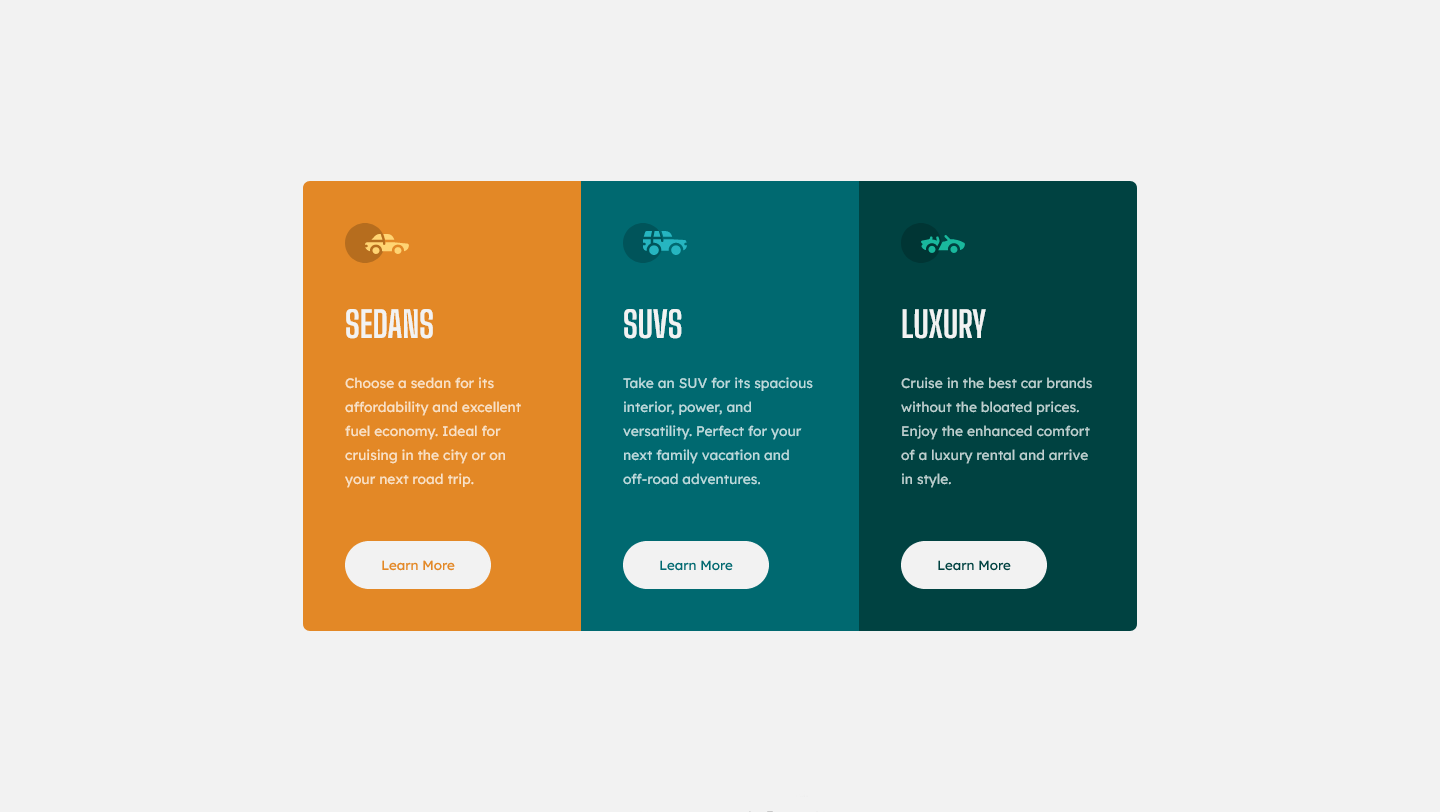 SEDANS
Choose a sedan for its
affordability and excellent
fuel economy. Ideal for
cruising in the city or on
your next road trip.
Learn More
SUVS
Take an SUV for its spacious
interior, power, and
versatility. Perfect for your
next family vacation and
off-road adventures.
Learn More
LUXURY
Cruise in the best car brands
without the bloated prices.
Enjoy the enhanced comfort
of a luxury rental and arrive
in style.
Learn More